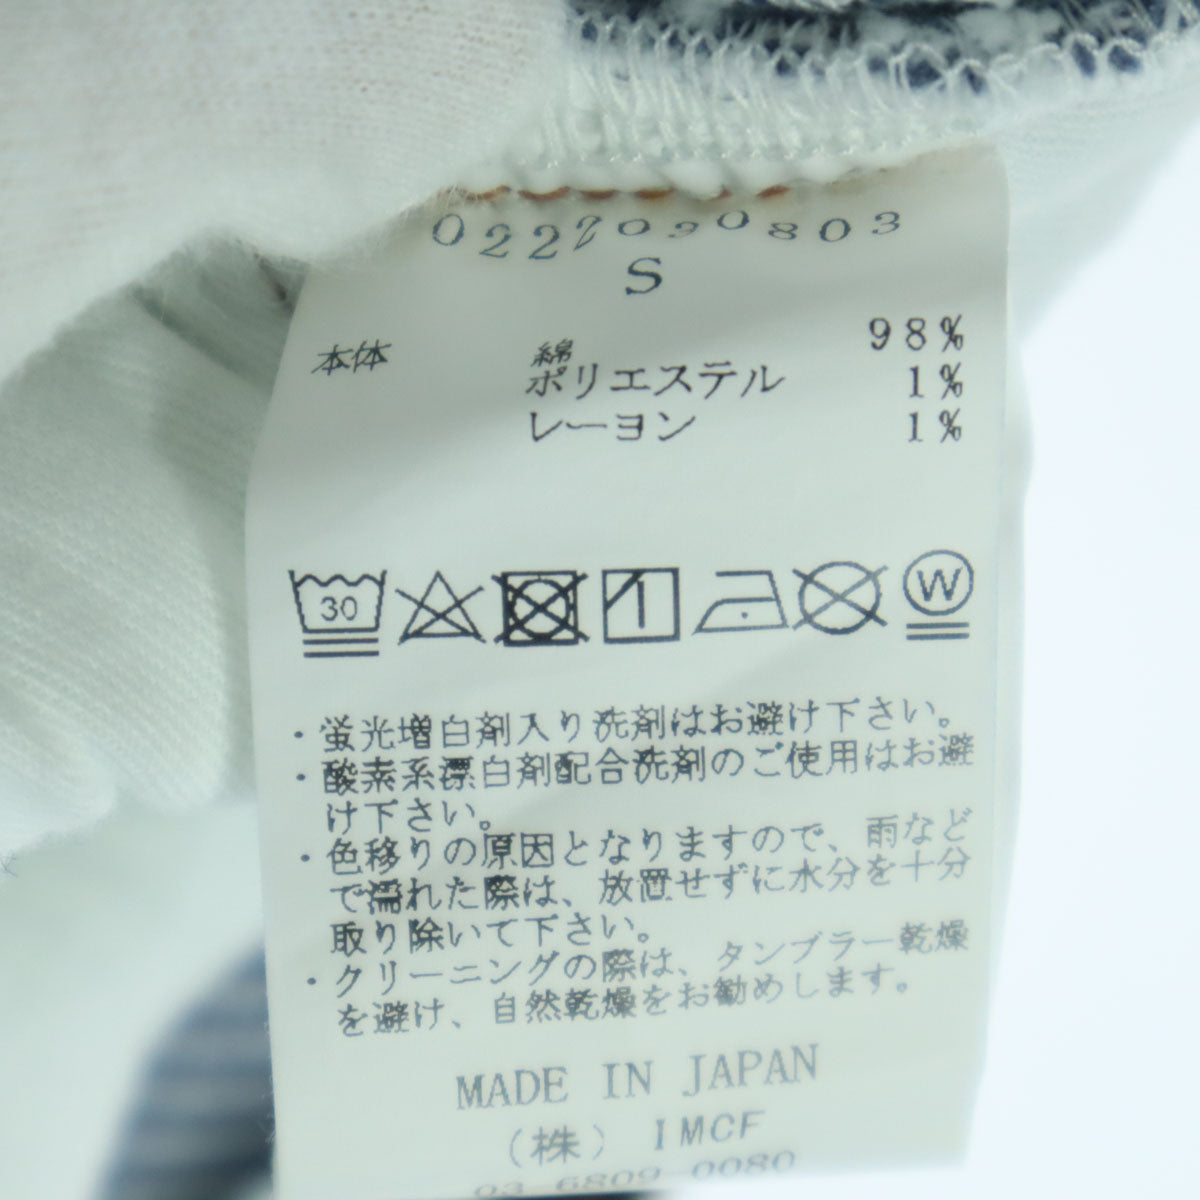 0227030803
S
本体 綿 98%
ポリエステル 1%
レーヨン 1%
30
W
・蛍光増白剤入り洗剤はお避け下さい。
・酸素系漂白剤配合洗剤のご使用はお避
け下さい。
・色移りの原因となりますので、雨など
で濡れた際は、放置せずに水分を十分
取り除いて下さい。
・クリーニングの際は、タンブラー乾燥
を避け、自然乾燥をお勧めします。
MADE IN JAPAN
（株）IMCF
03-6809-0080